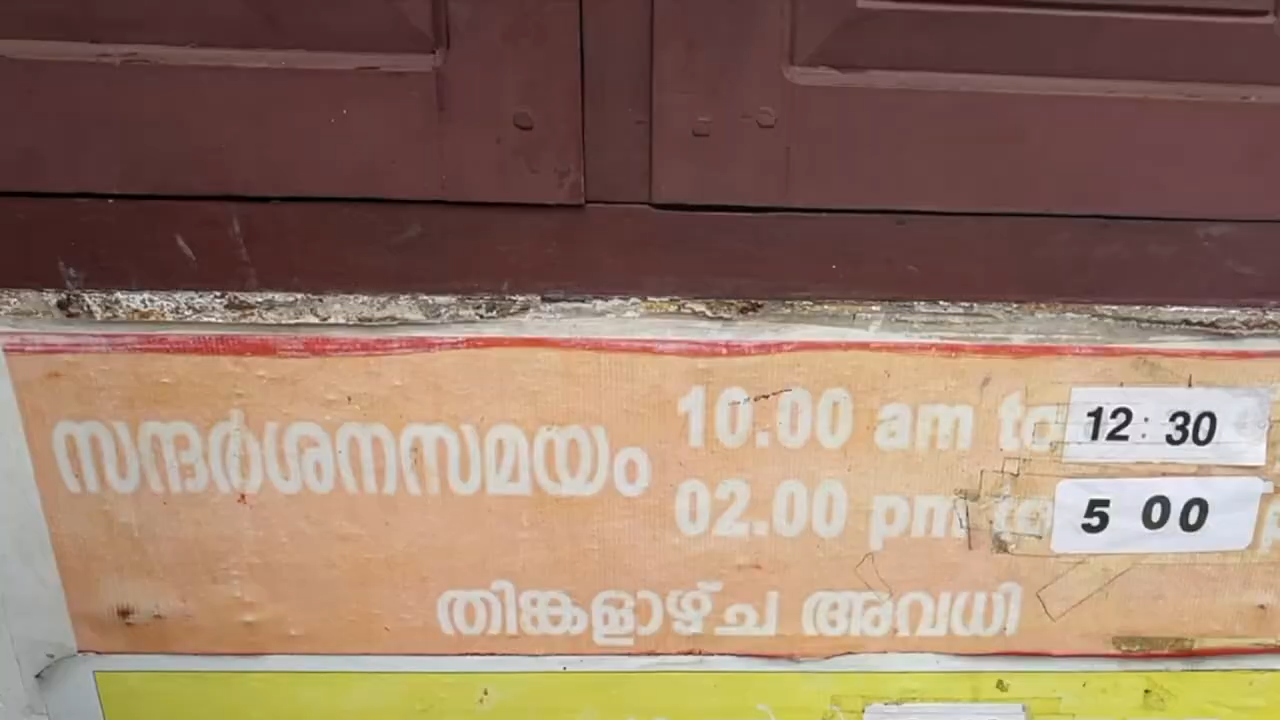 സന്ദർശനസമയം 10.00 am to 12:30
02.00 pm to 5 00
തിങ്കളാഴ്ച അവധി